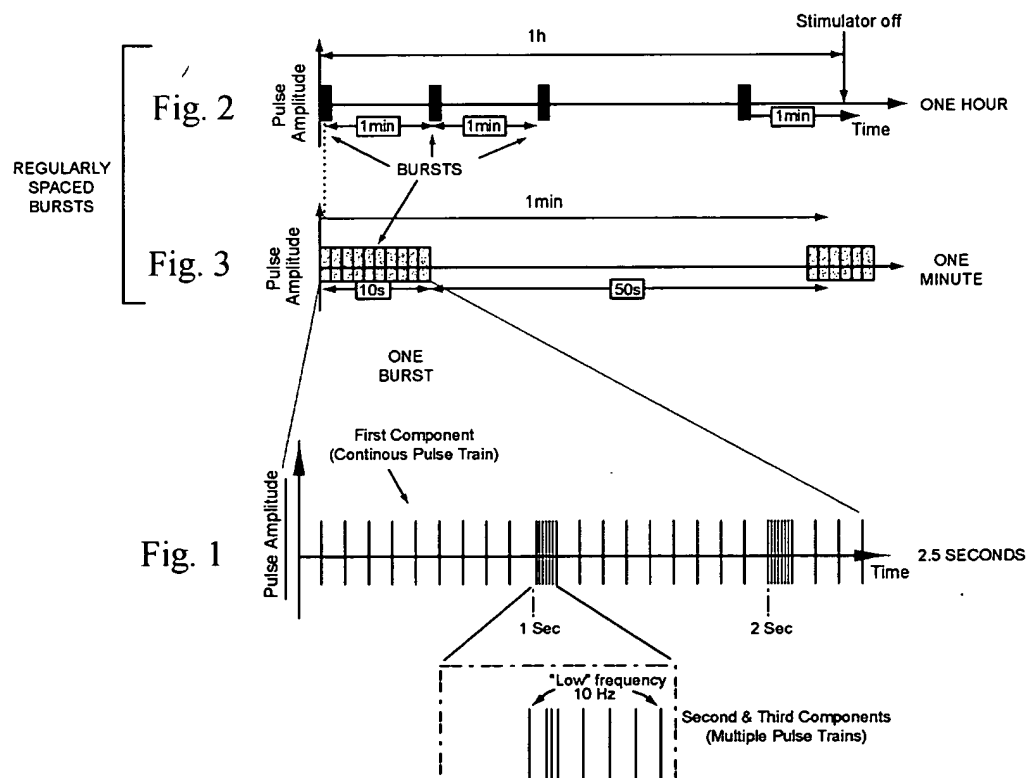 Stimulator off
1h
Fig. 2
Pulse
Amplitude
ONE HOUR
1min
1min
1min
Time
BURSTS
REGULARLY
SPACED
BURSTS
1min
Fig. 3
Pulse
Amplitude
ONE
MINUTE
10s
50s
ONE
BURST
First Component
(Continous Pulse Train)
Pulse Amplitude
Fig. 1
Time
2.5 SECONDS
1 Sec
2 Sec
"Low" frequency
10 Hz
Second & Third Components
(Multiple Pulse Trains)